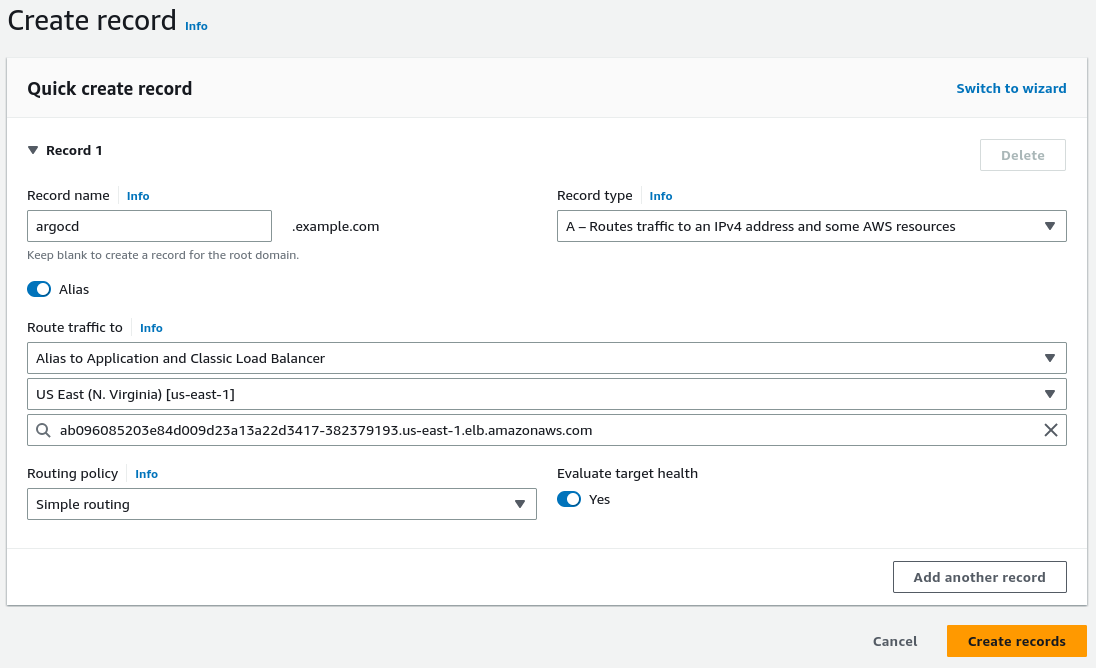 Create record Info
Quick create record
Switch to wizard
Record 1
Delete
Record name Info
Record type Info
argocd
.example.com
A – Routes traffic to an IPv4 address and some AWS resources
Keep blank to create a record for the root domain.
Alias
Route traffic to Info
Alias to Application and Classic Load Balancer
US East (N. Virginia) [us-east-1]
ab096085203e84d009d23a13a22d3417-382379193.us-east-1.elb.amazonaws.com
Routing policy Info
Evaluate target health
Simple routing
Yes
Add another record
Cancel
Create records